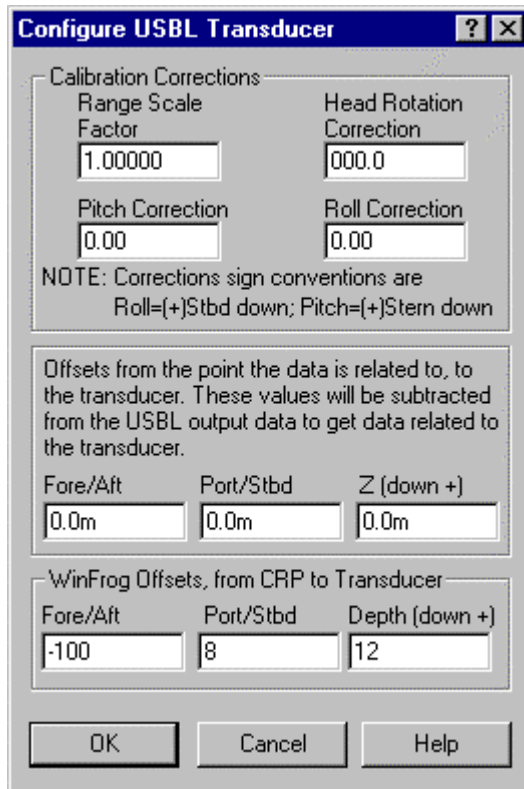 Configure USBL Transducer
Calibration Corrections
Range Scale Factor
Head Rotation Correction
1.00000
000.0
Pitch Correction
Roll Correction
0.00
0.00
NOTE: Corrections sign conventions are
Roll=(+)Stbd down; Pitch=(+)Stern down
Offsets from the point the data is related to, to
the transducer. These values will be subtracted
from the USBL output data to get data related to
the transducer.
Fore/Aft
Port/Stbd
Z (down +)
0.0m
0.0m
0.0m
WinFrog Offsets, from CRP to Transducer
Fore/Aft
Port/Stbd
Depth (down +)
-100
8
12
OK
Cancel
Help